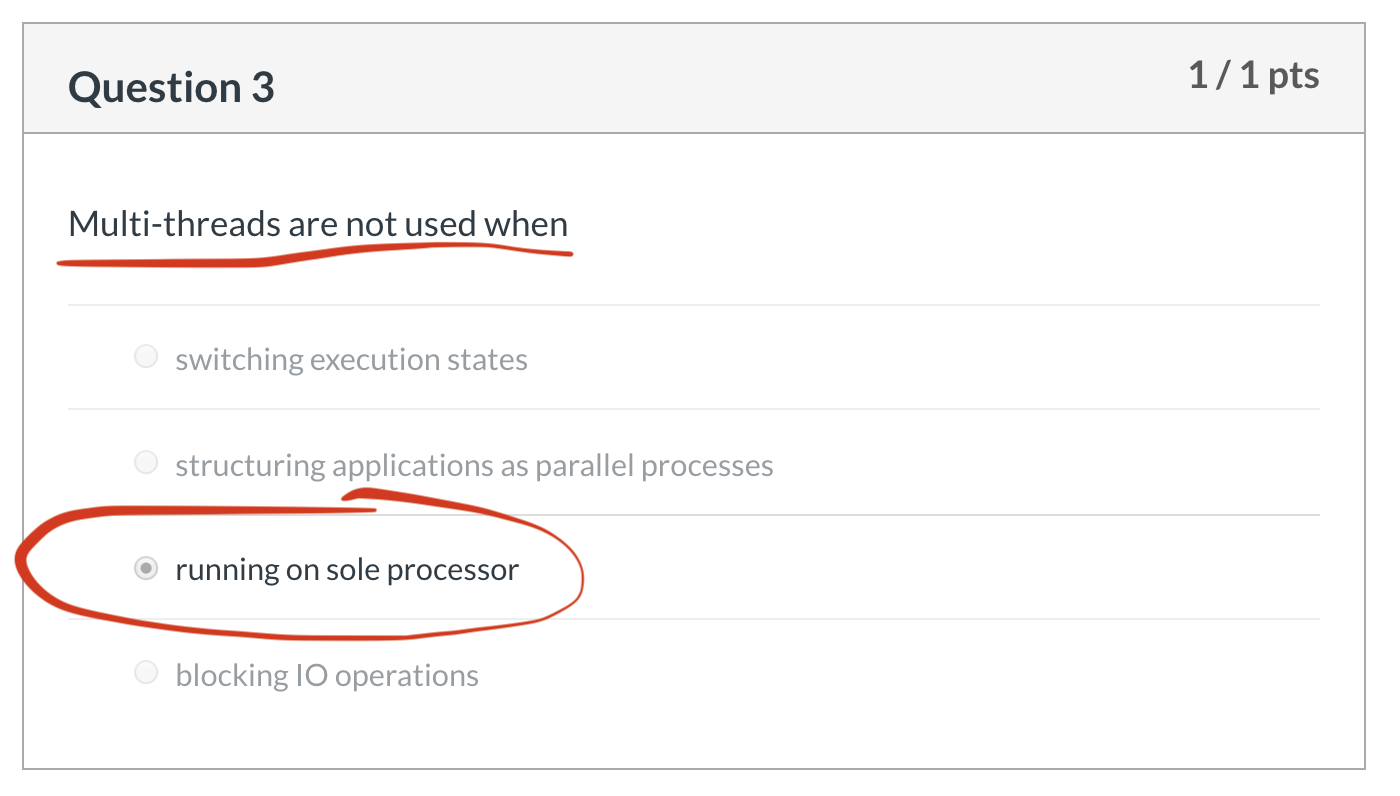 Question 3
1 / 1 pts
Multi-threads are not used when
switching execution states
structuring applications as parallel processes
running on sole processor
blocking IO operations